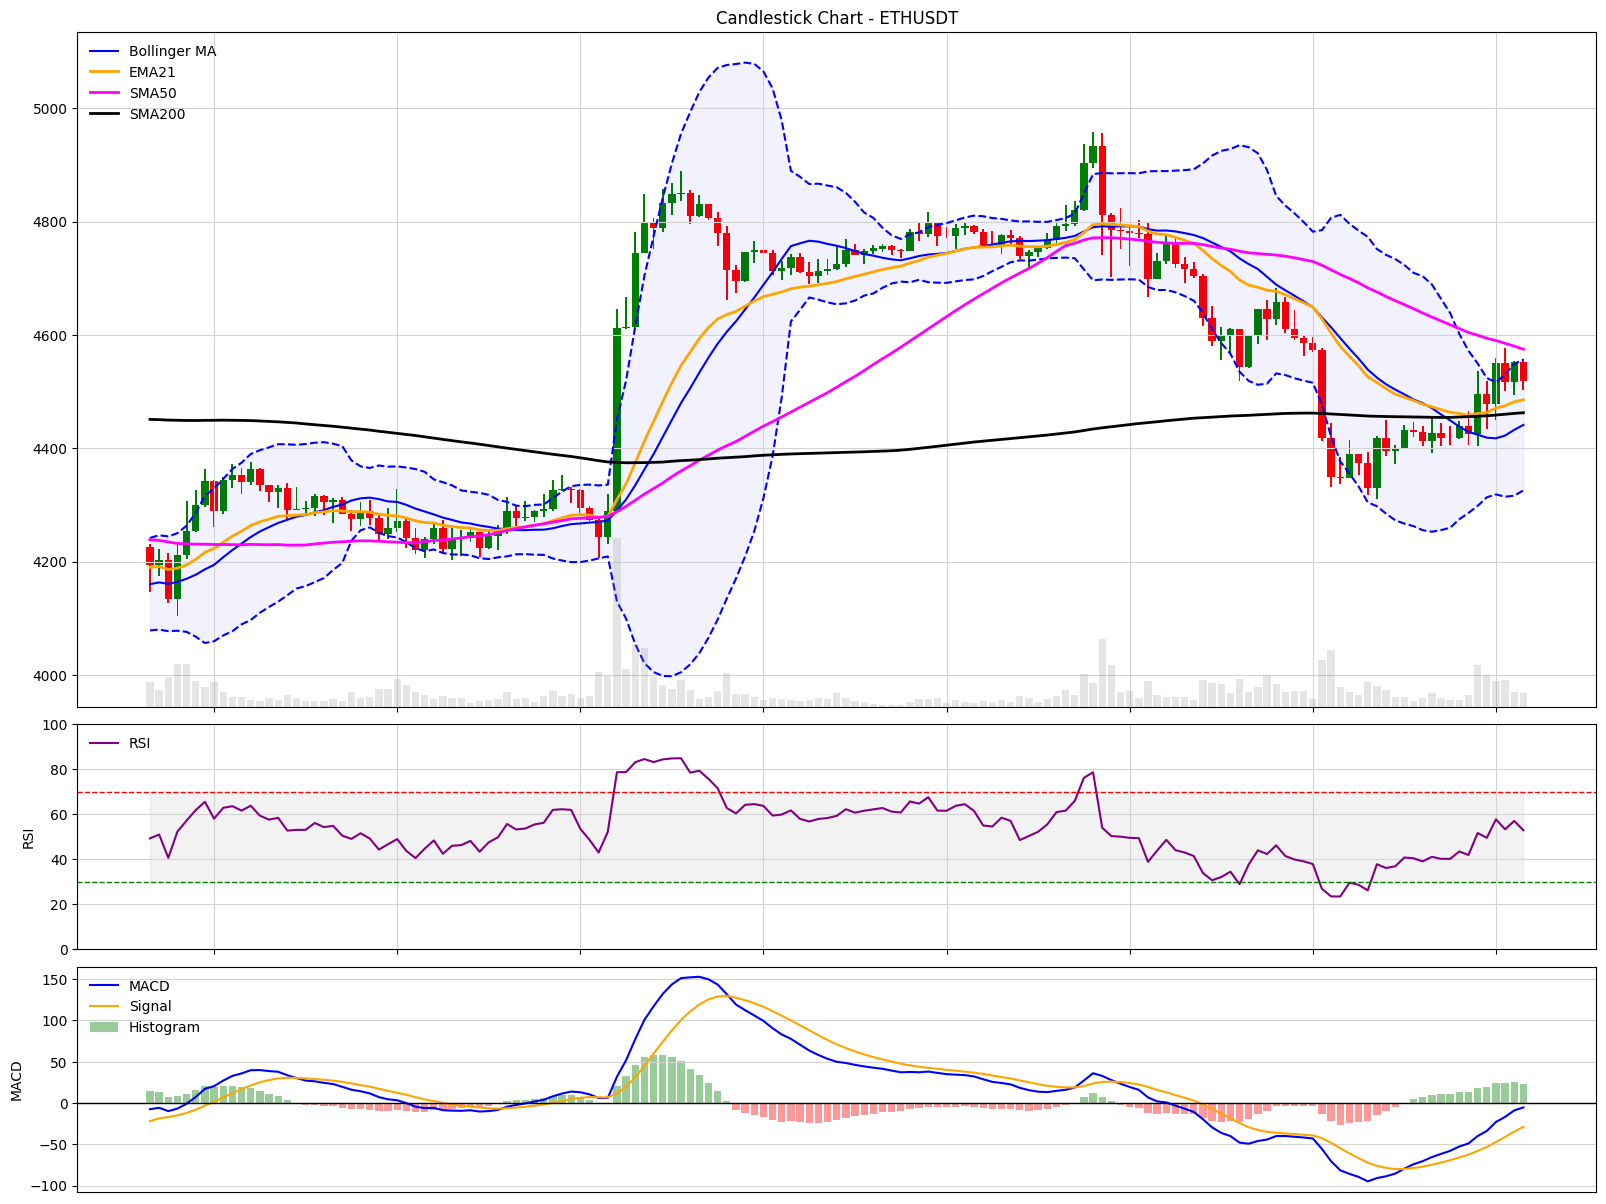 Candlestick Chart - ETHUSDT
Bollinger MA
EMA21
SMA50
SMA200
5000
4800
4600
4400
4200
4000
RSI
100
80
60
40
20
0
RSI
MACD
Signal
Histogram
150
100
50
0
−50
−100
MACD